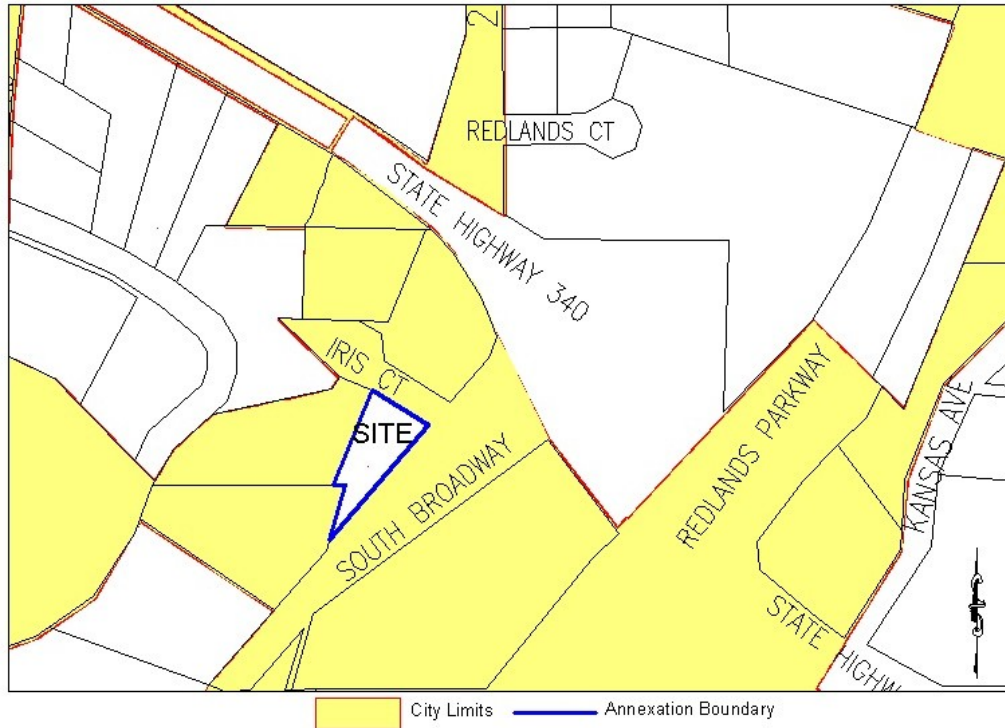 2
REDLANDS CT
STATE HIGHWAY 340
IRIS CT
SITE
SOUTH BROADWAY
REDLANDS PARKWAY
KANSAS AVE
STATE HIGHW
City Limits
Annexation Boundary